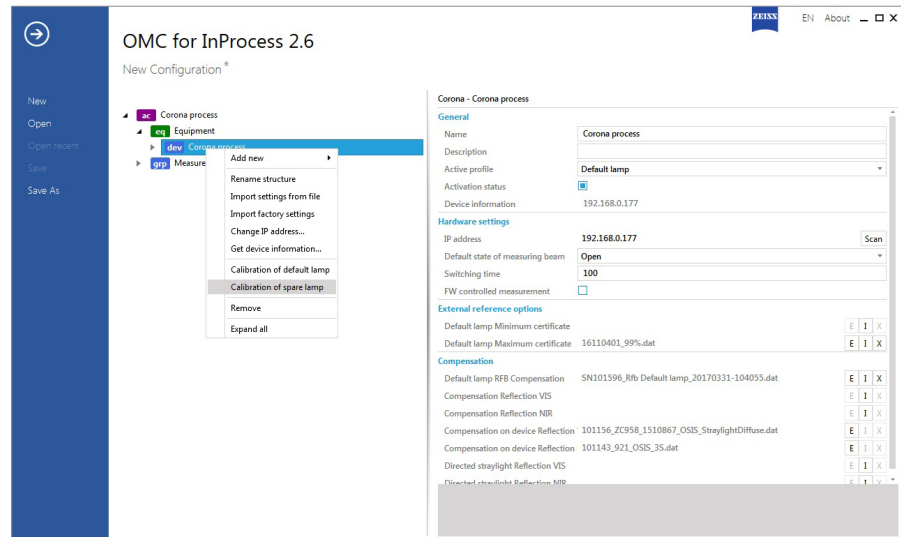 ZEISS
EN About
OMC for InProcess 2.6
New Configuration *
New
Open
Open recent
Save
Save As
ac Corona process
eq Equipment
dev Corona process
grp Measure
Add new
Rename structure
Import settings from file
Import factory settings
Change IP address...
Get device information...
Calibration of default lamp
Calibration of spare lamp
Remove
Expand all
Corona - Corona process
General
Name Corona process
Description
Active profile Default lamp
Activation status
Device information 192.168.0.177
Hardware settings
IP address 192.168.0.177 Scan
Default state of measuring beam Open
Switching time 100
FW controlled measurement
External reference options
Default lamp Minimum certificate E I X
Default lamp Maximum certificate 16110401_99%.dat E I X
Compensation
Default lamp RFB Compensation SN101596_Rfb Default lamp_20170331-104055.dat E I X
Compensation Reflection VIS E I X
Compensation Reflection NIR E I X
Compensation on device Reflection 101156_ZC958_1510867_OSIS_StraylightDiffuse.dat E I X
Compensation on device Reflection 101143_921_OSIS_3S.dat E I X
Directed straylight Reflection VIS E I X
Directed straylight Reflection NIR E I X